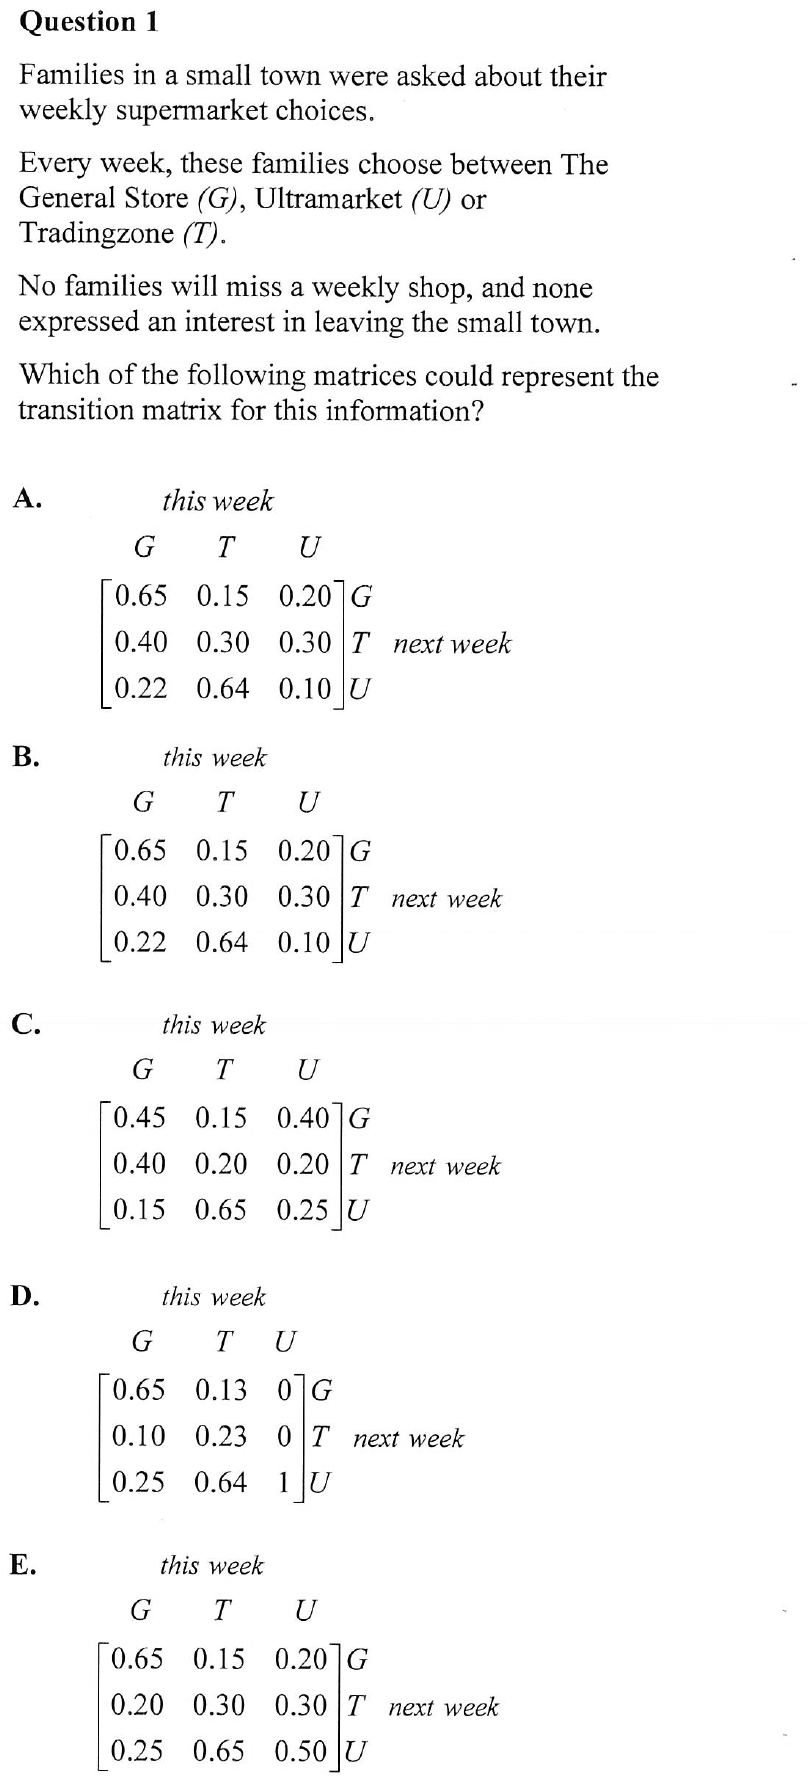 Question 1
Families in a small town were asked about their
weekly supermarket choices.
Every week, these families choose between The
General Store (G), Ultramarket (U) or
Tradingzone (T).
No families will miss a weekly shop, and none
expressed an interest in leaving the small town.
Which of the following matrices could represent the
transition matrix for this information?
A. this week
G T U
0.65 0.15 0.20 G
0.40 0.30 0.30 T next week
0.22 0.64 0.10 U
B. this week
G T U
0.65 0.15 0.20 G
0.40 0.30 0.30 T next week
0.22 0.64 0.10 U
C. this week
G T U
0.45 0.15 0.40 G
0.40 0.20 0.20 T next week
0.15 0.65 0.25 U
D. this week
G T U
0.65 0.13 0 G
0.10 0.23 0 T next week
0.25 0.64 1 U
E. this week
G T U
0.65 0.15 0.20 G
0.20 0.30 0.30 T next week
0.25 0.65 0.50 U